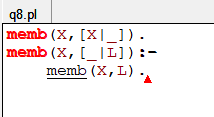 q8.pl
memb(X,[X|_]).
memb(X,[_|L]):-
memb(X,L).